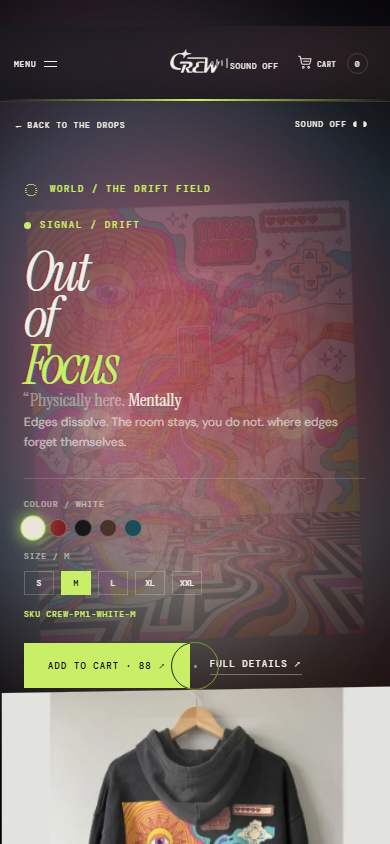 MENU
CREW
SOUND OFF
CART
0
← BACK TO THE DROPS
SOUND OFF
WORLD / THE DRIFT FIELD
SIGNAL / DRIFT
Out
of
Focus
“Physically here. Mentally
Edges dissolve. The room stays, you do not. where edges
forget themselves.
COLOUR / WHITE
SIZE / M
S M L XL XXL
SKU CREW-PM1-WHITE-M
ADD TO CART · 88 ↗
FULL DETAILS ↗